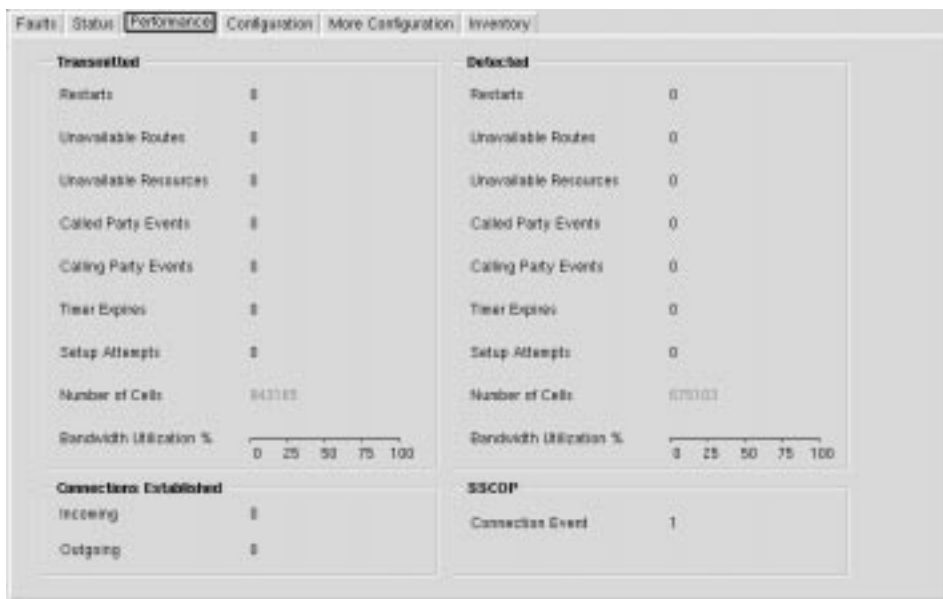 Faults Status Performance Configuration More Configuration Inventory
Transmitted
Restarts 0
Unavailable Routes 0
Unavailable Resources 0
Called Party Events 0
Calling Party Events 0
Timer Expires 0
Setup Attempts 0
Number of Cells
Bandwidth Utilization %
0 25 50 75 100
Connections Established
Incoming 0
Outgoing 0
Detected
Restarts 0
Unavailable Routes 0
Unavailable Resources 0
Called Party Events 0
Calling Party Events 0
Timer Expires 0
Setup Attempts 0
Number of Cells
Bandwidth Utilization %
0 25 50 75 100
SSCOP
Connection Event 1